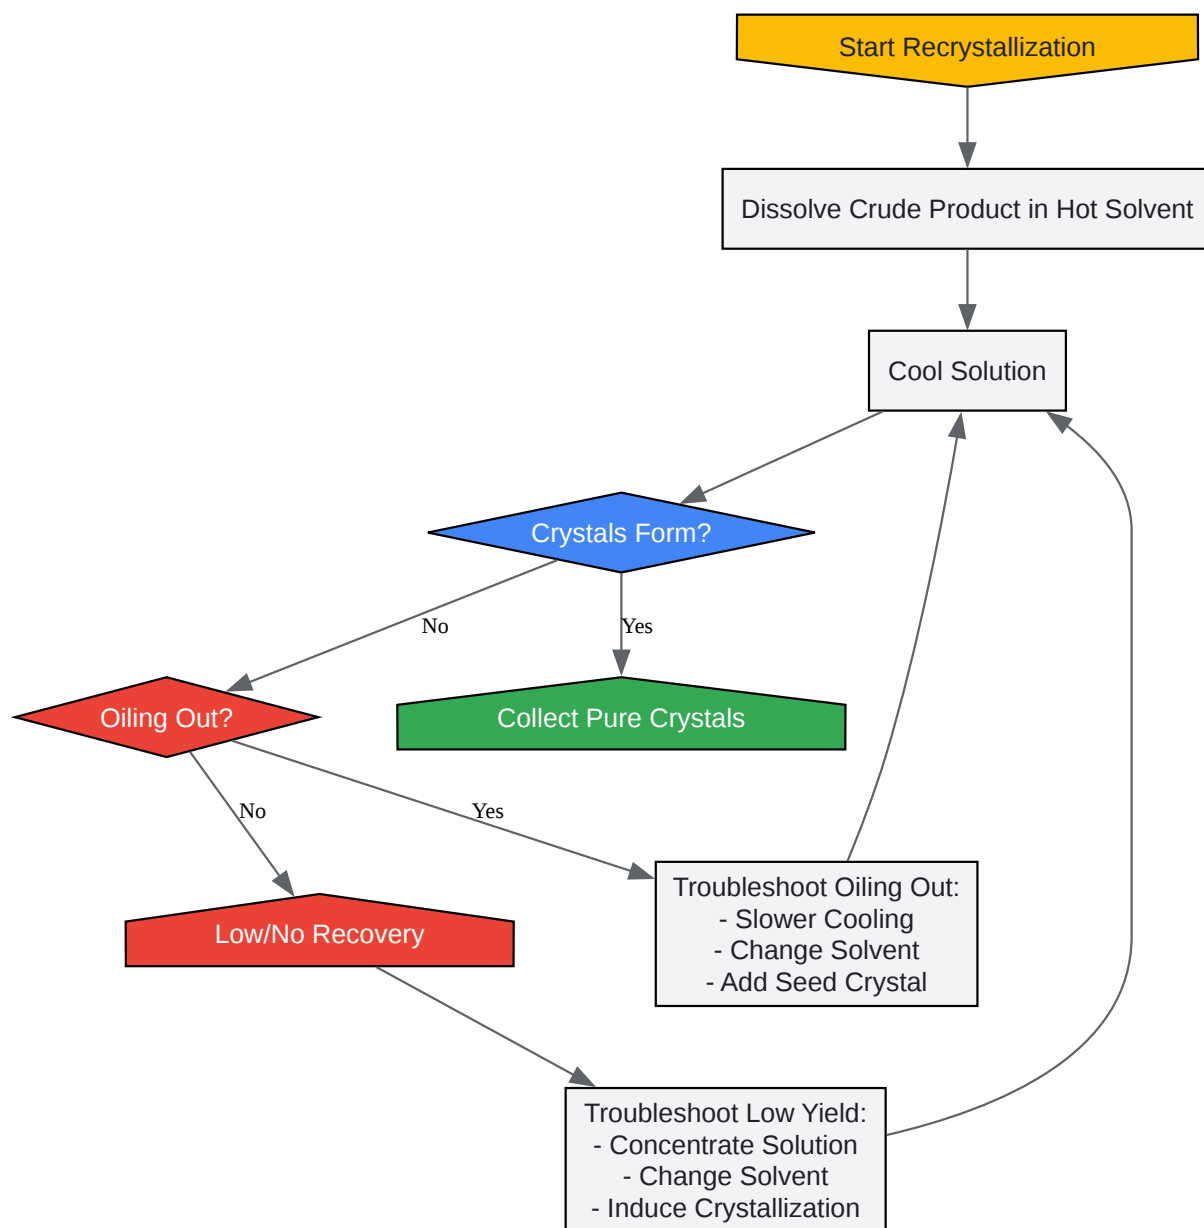 Start Recrystallization
Dissolve Crude Product in Hot Solvent
Cool Solution
Crystals Form?
No
Yes
Oiling Out?
Collect Pure Crystals
No
Yes
Troubleshoot Oiling Out:
- Slower Cooling
- Change Solvent
- Add Seed Crystal
Low/No Recovery
Troubleshoot Low Yield:
- Concentrate Solution
- Change Solvent
- Induce Crystallization